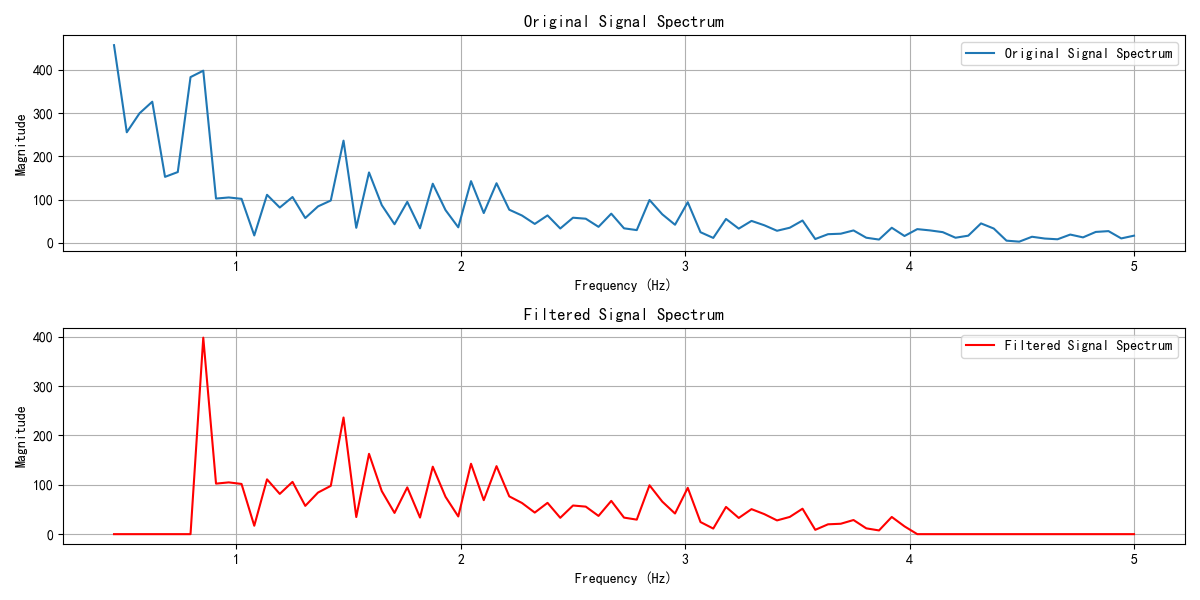 Original Signal Spectrum
Original Signal Spectrum
Magnitude
400
300
200
100
0
1 2 3 4 5
Frequency (Hz)
Filtered Signal Spectrum
Filtered Signal Spectrum
Magnitude
400
300
200
100
0
1 2 3 4 5
Frequency (Hz)